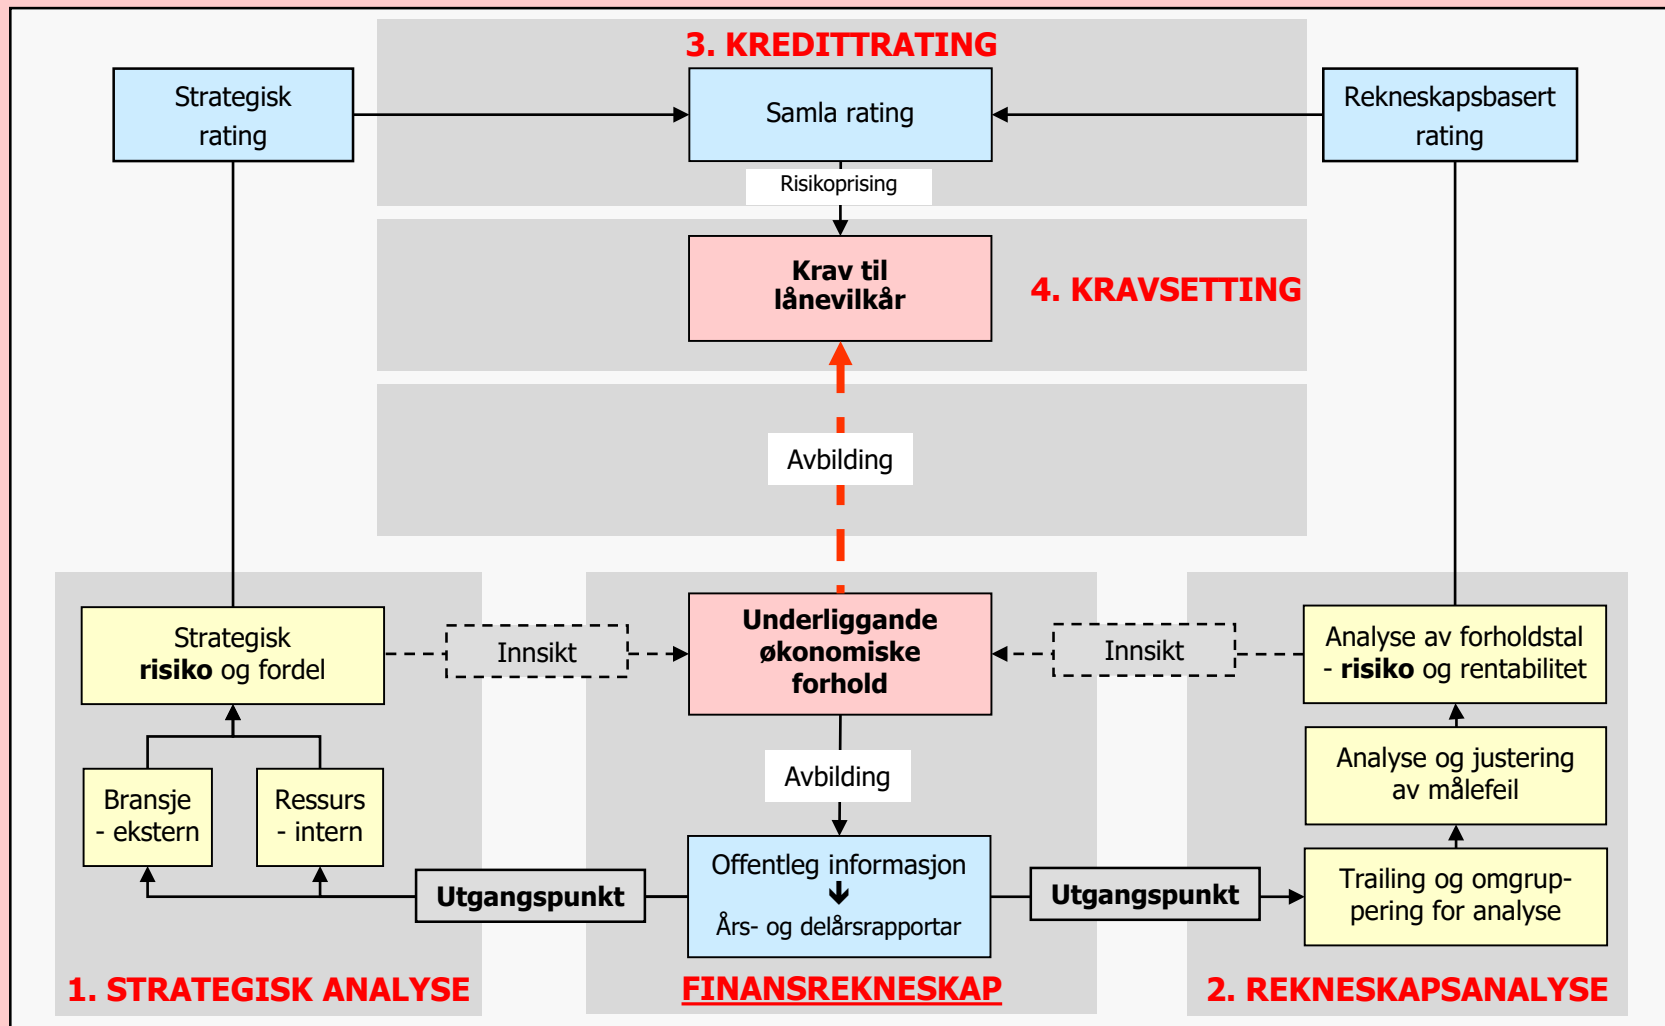 3. KREDITTRATING
Strategisk
rating
Samla rating
Rekneskapsbasert
rating
Risikoprising
Krav til
lånevilkår
4. KRAVSETTING
Avbilding
Strategisk
risiko og fordel
Innsikt
Underliggande
økonomiske
forhold
Innsikt
Analyse av forholdstal
- risiko og rentabilitet
Bransje
- ekstern
Ressurs
- intern
Avbilding
Analyse og justering
av målefeil
Utgangspunkt
Offentleg informasjon
Års- og delårsrapportar
Utgangspunkt
Trailing og omgrup-
pering for analyse
1. STRATEGISK ANALYSE
FINANSREKNESKAP
2. REKNESKAPSANALYSE